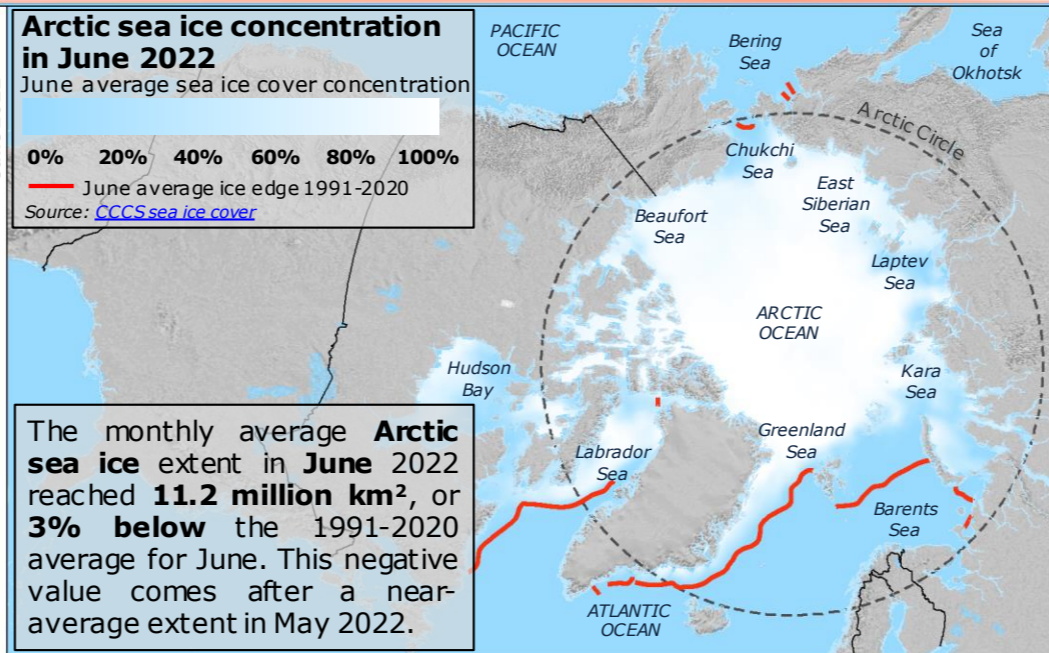 Arctic sea ice concentration
in June 2022
June average sea ice cover concentration
0% 20% 40% 60% 80% 100%
June average ice edge 1991-2020
Source: CCCS sea ice cover
PACIFIC
OCEAN
Bering
Sea
Sea
of
Okhotsk
Arctic Circle
Chukchi
Sea
East
Siberian
Sea
Beaufort
Sea
Laptev
Sea
ARCTIC
OCEAN
Kara
Sea
Hudson
Bay
Greenland
Sea
Labrador
Sea
Barents
Sea
ATLANTIC
OCEAN
The monthly average Arctic
sea ice extent in June 2022
reached 11.2 million km², or
3% below the 1991-2020
average for June. This negative
value comes after a near-
average extent in May 2022.